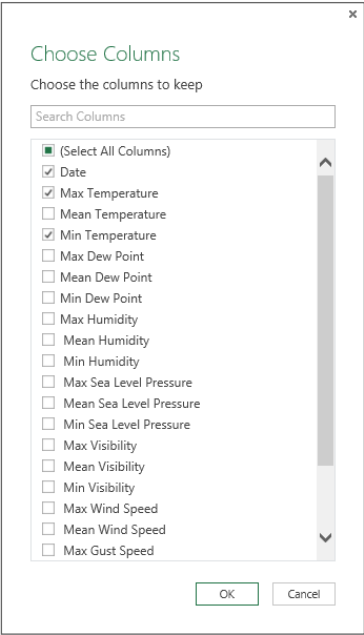 Choose Columns
Choose the columns to keep
Search Columns
(Select All Columns)
Date
Max Temperature
Mean Temperature
Min Temperature
Max Dew Point
Mean Dew Point
Min Dew Point
Max Humidity
Mean Humidity
Min Humidity
Max Sea Level Pressure
Mean Sea Level Pressure
Min Sea Level Pressure
Max Visibility
Mean Visibility
Min Visibility
Max Wind Speed
Mean Wind Speed
Max Gust Speed
OK Cancel